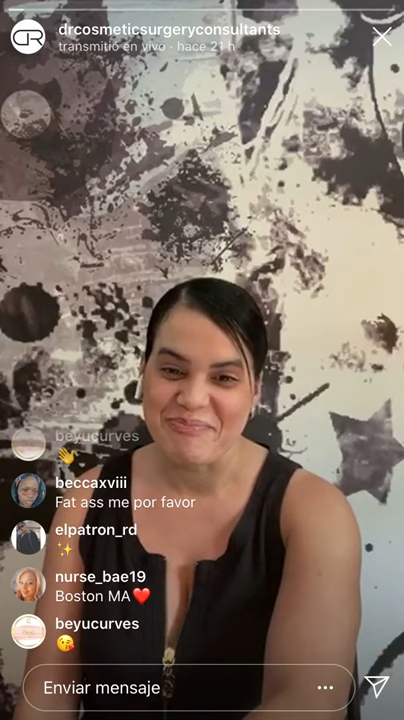 drcosmeticsurgeryconsultants
transmitió en vivo · hace 21 h
beyucurves
👋
beccaxviii
Fat ass me por favor
elpatron_rd
✨
nurse_bae19
Boston MA❤️
beyucurves
😘
Enviar mensaje